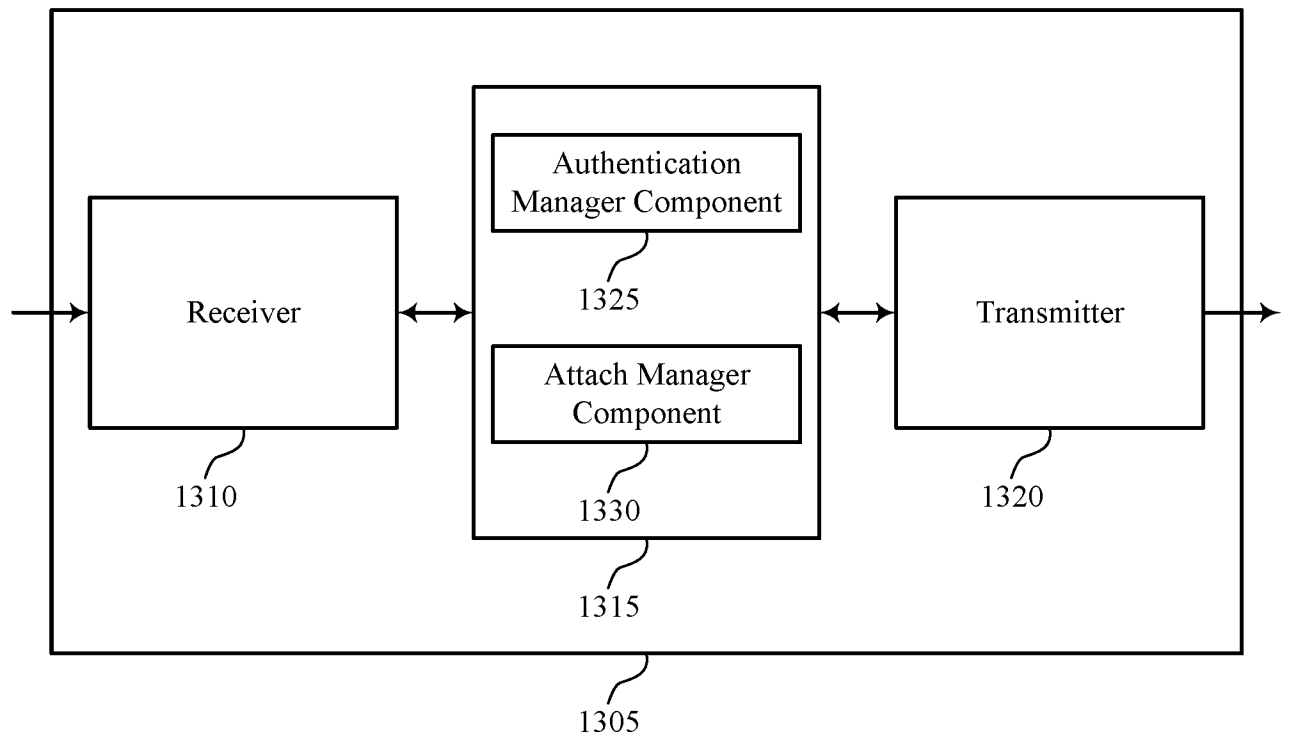 Authentication
Manager Component
1325
Receiver
Transmitter
Attach Manager
Component
1310
1330
1320
1315
1305